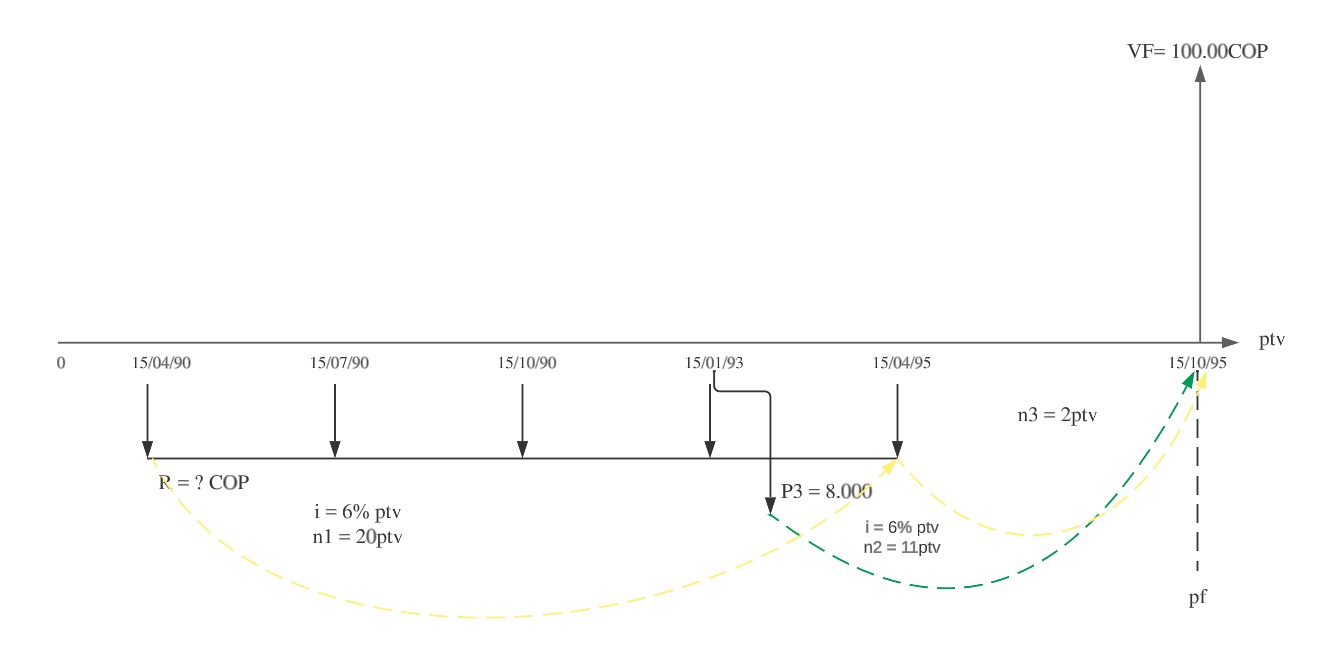 VF= 100.00COP
ptv
0
15/04/90
15/07/90
15/10/90
15/01/93
15/04/95
15/10/95
n3 = 2ptv
R = ? COP
P3 = 8.000
i = 6% ptv
n1 = 20ptv
i = 6% ptv
n2 = 11ptv
pf